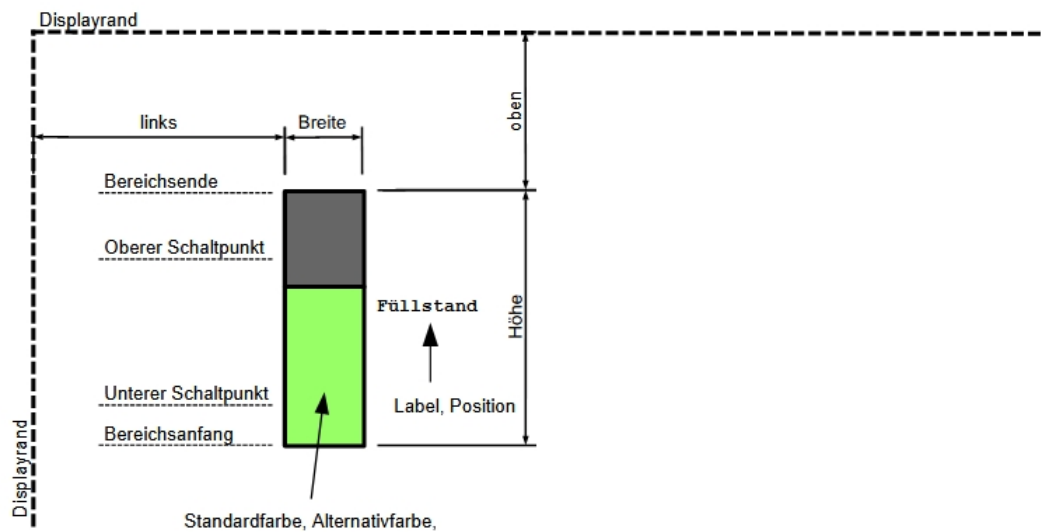 Displayrand
oben
links
Breite
Bereichsende
Oberer Schaltpunkt
Füllstand
Höhe
Unterer Schaltpunkt
Label, Position
Bereichsanfang
Displayrand
Standardfarbe, Alternativfarbe,